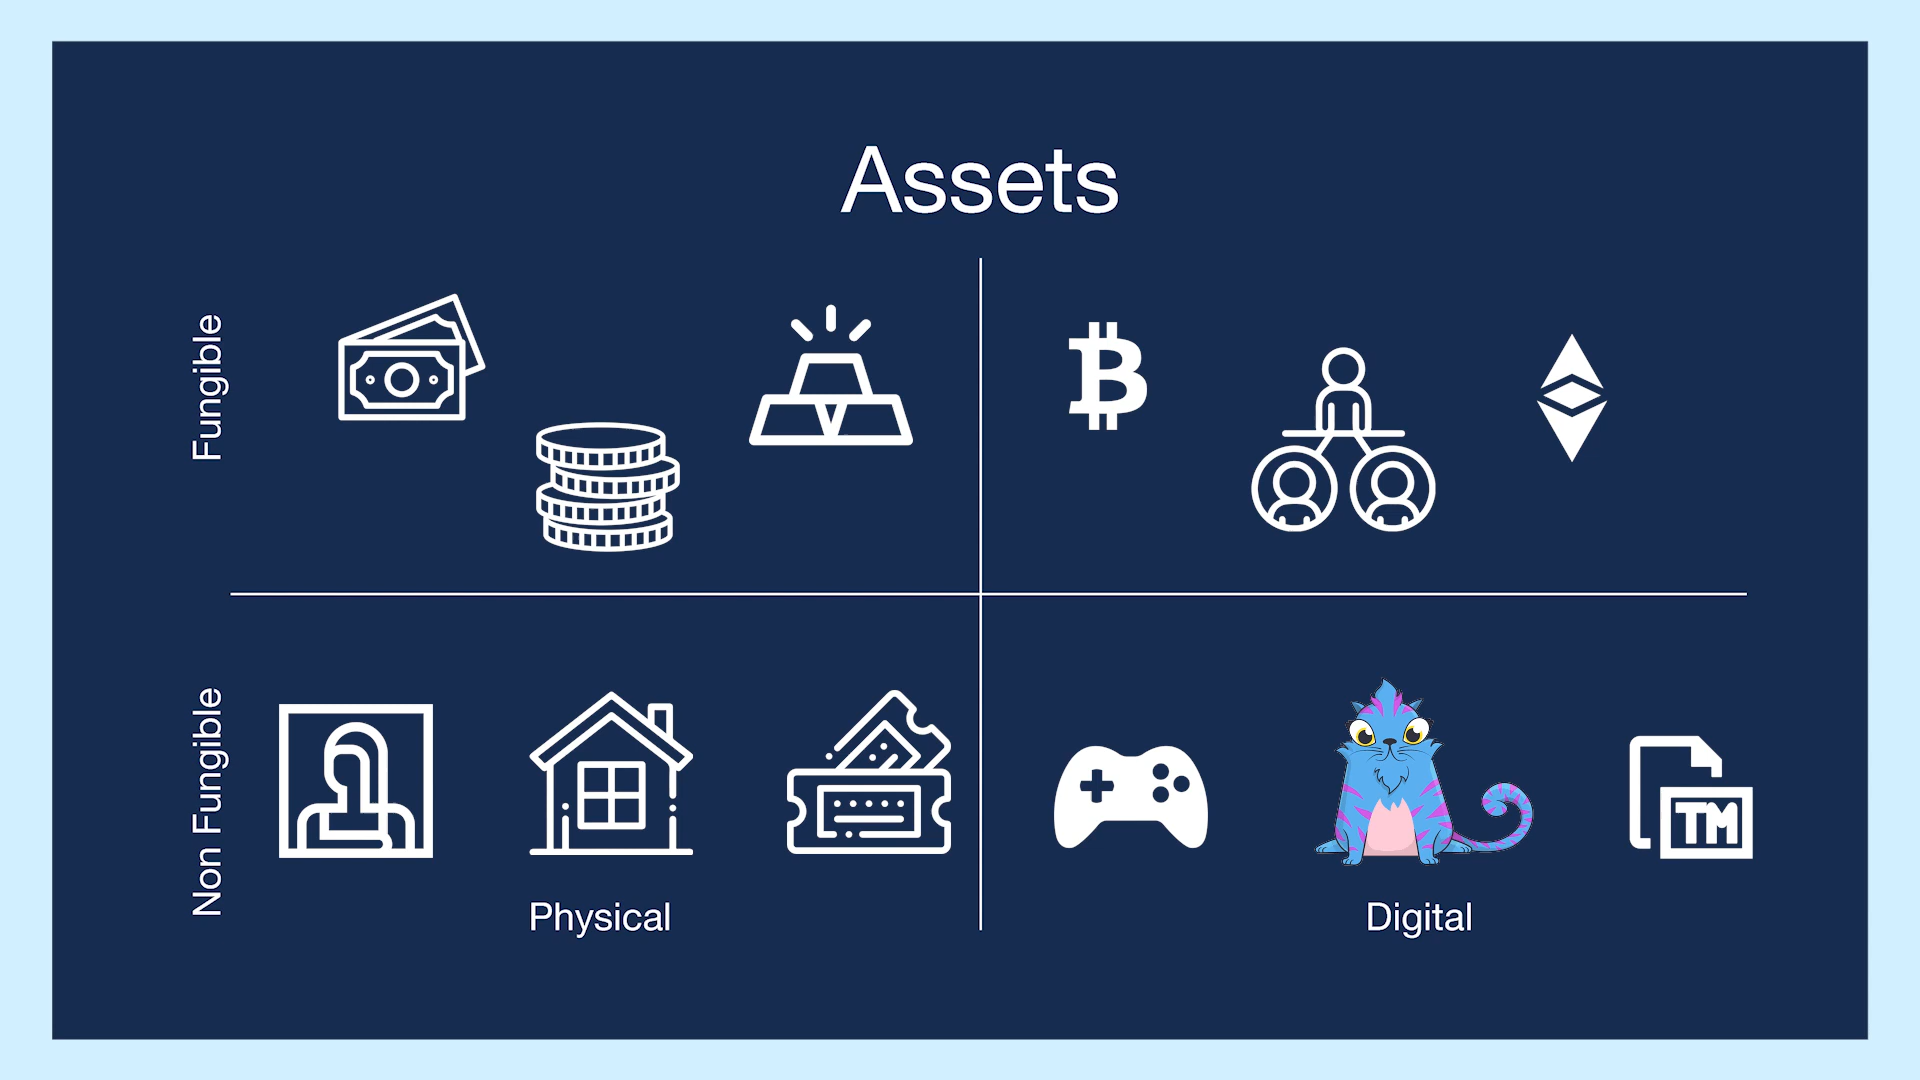 Assets
Fungible
Non Fungible
TM
Physical
Digital